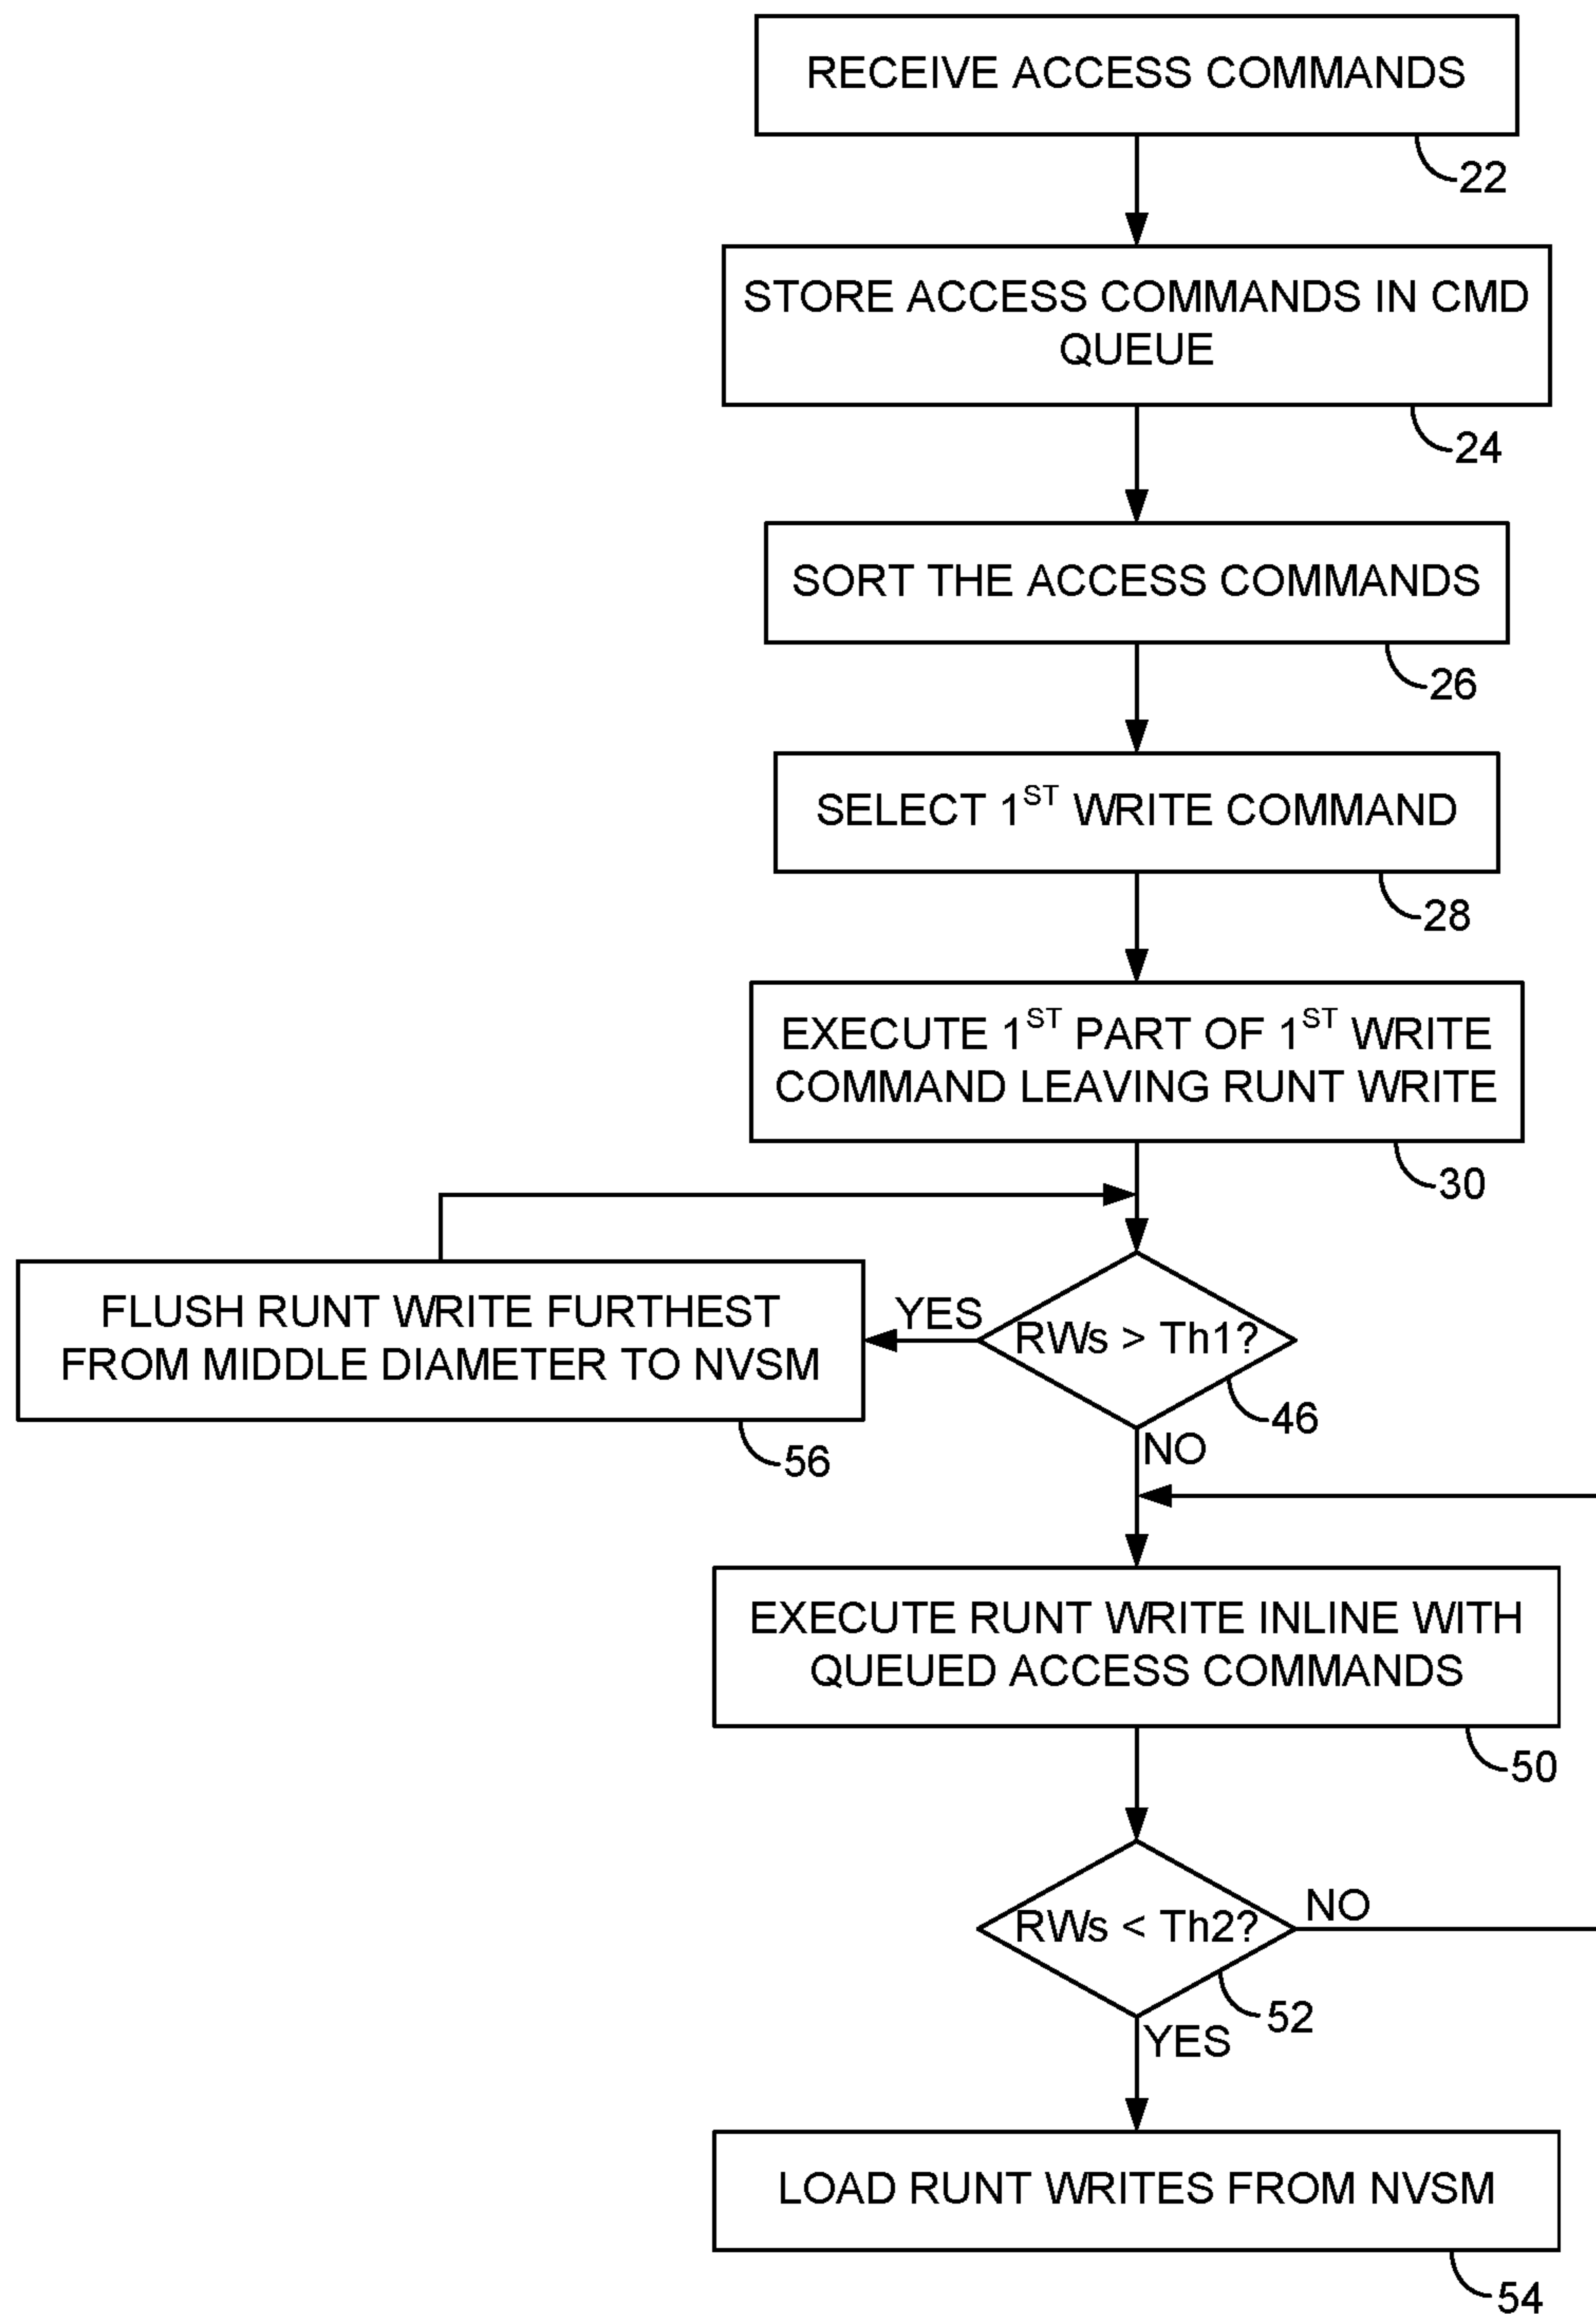 RECEIVE ACCESS COMMANDS
22
STORE ACCESS COMMANDS IN CMD
QUEUE
24
SORT THE ACCESS COMMANDS
26
SELECT 1ST WRITE COMMAND
28
EXECUTE 1ST PART OF 1ST WRITE
COMMAND LEAVING RUNT WRITE
30
FLUSH RUNT WRITE FURTHEST
FROM MIDDLE DIAMETER TO NVSM
56
YES
RWs > Th1?
46
NO
EXECUTE RUNT WRITE INLINE WITH
QUEUED ACCESS COMMANDS
50
RWs < Th2?
NO
52
YES
LOAD RUNT WRITES FROM NVSM
54